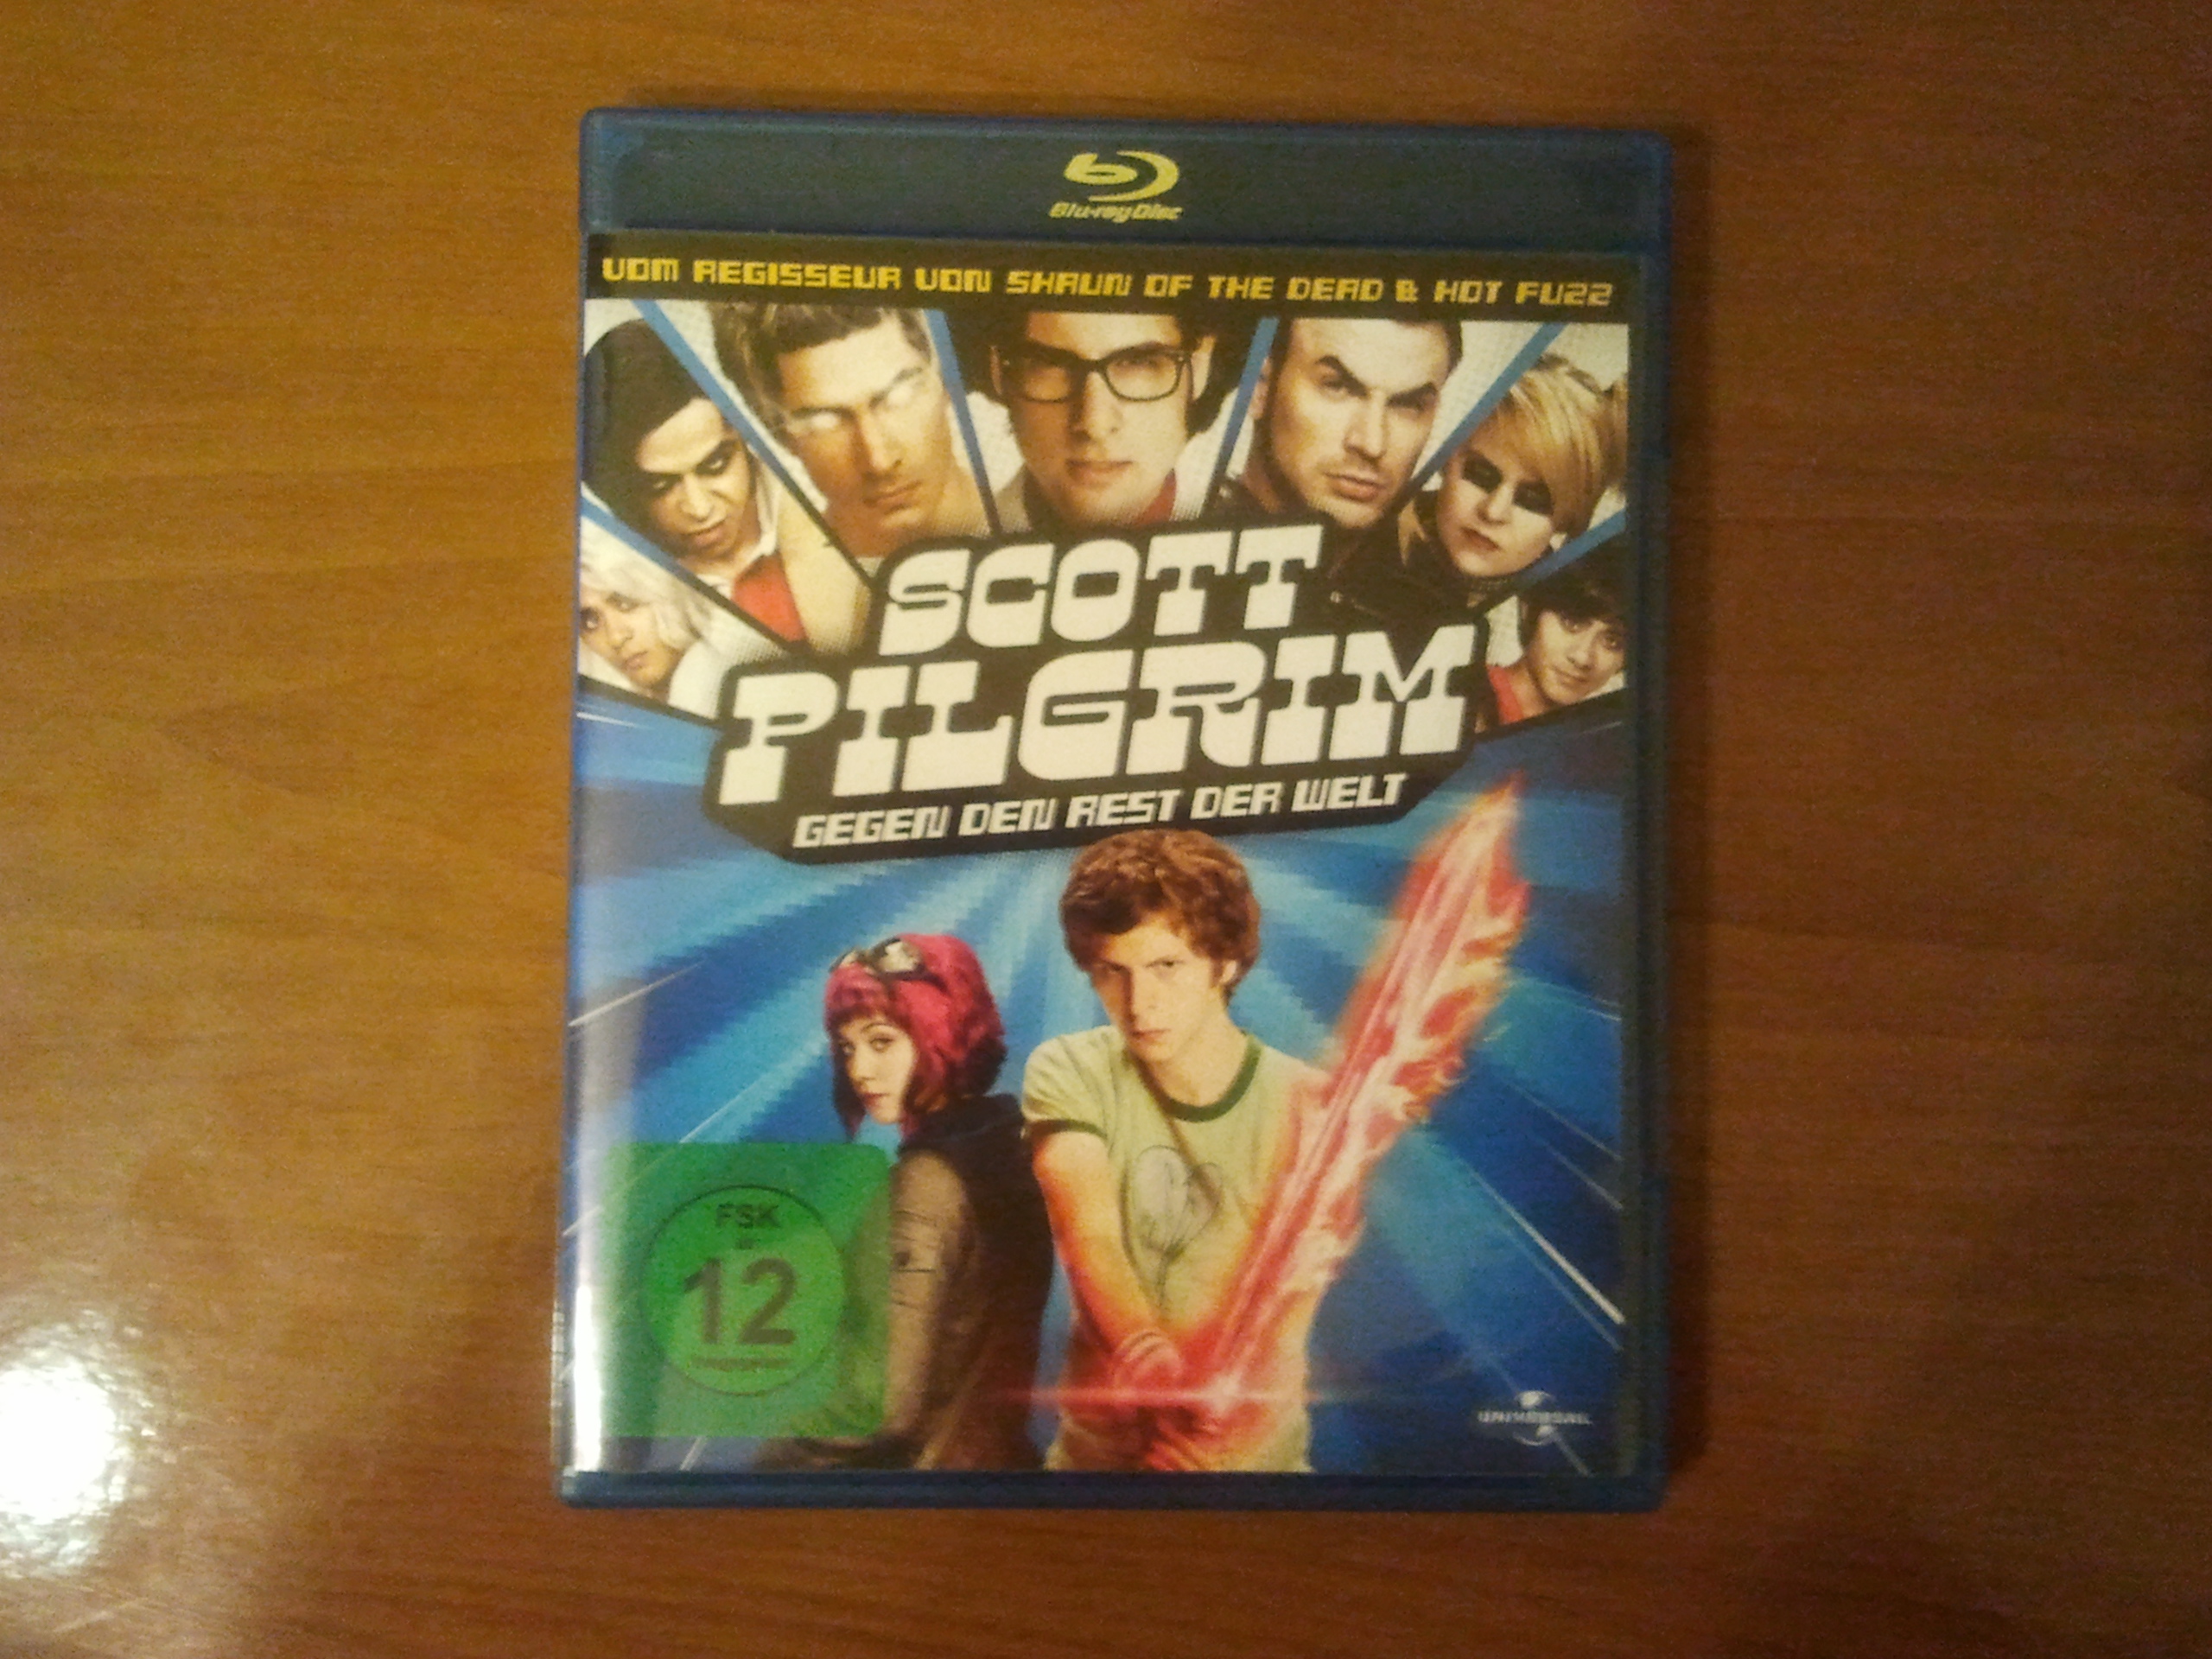 Blu-ray Disc
VOM REGISSEUR VON SHAUN OF THE DEAD & HOT FUZZ
SCOTT
PILGRIM
GEGEN DEN REST DER WELT
FSK
12
UNIVERSAL